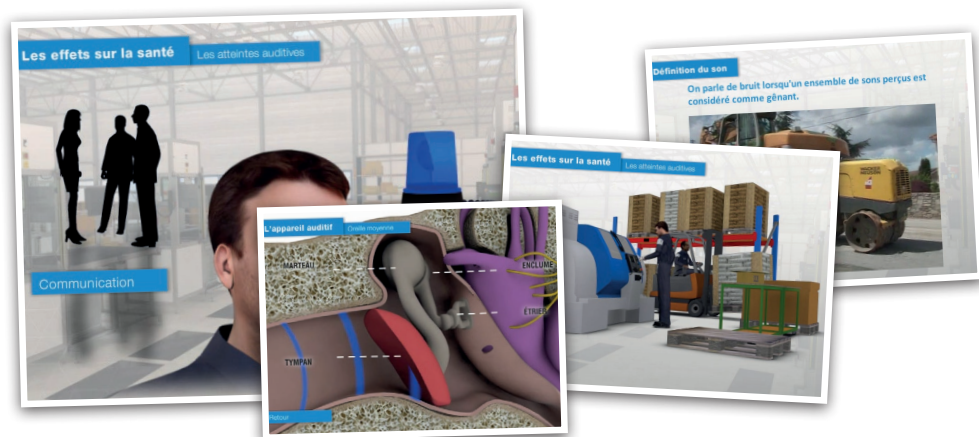 Les effets sur la santé
Les atteintes auditives
Communication
L'appareil auditif
Oreille moyenne
MARTEAU
ENCLUME
ÉTRIER
TYMPAN
Retour
Les effets sur la santé
Les atteintes auditives
Définition du son
On parle de bruit lorsqu'un ensemble de sons perçus est
considéré comme gênant.